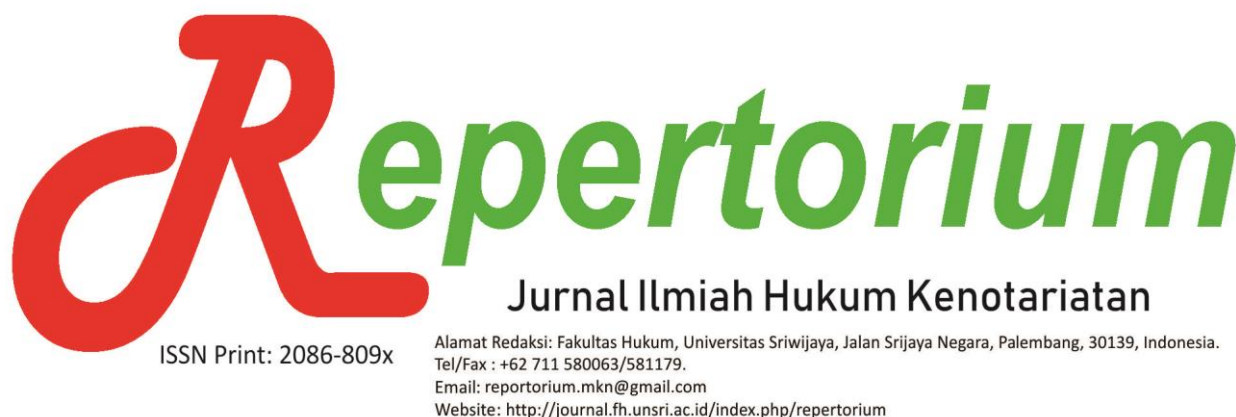 Repertorium
Jurnal Ilmiah Hukum Kenotariatan
ISSN Print: 2086-809x
Alamat Redaksi: Fakultas Hukum, Universitas Sriwijaya, Jalan Srijaya Negara, Palembang, 30139, Indonesia.
Tel/Fax : +62 711 580063/581179.
Email: reportorium.mkn@gmail.com
Website: http://journal.fh.unsri.ac.id/index.php/repertorium